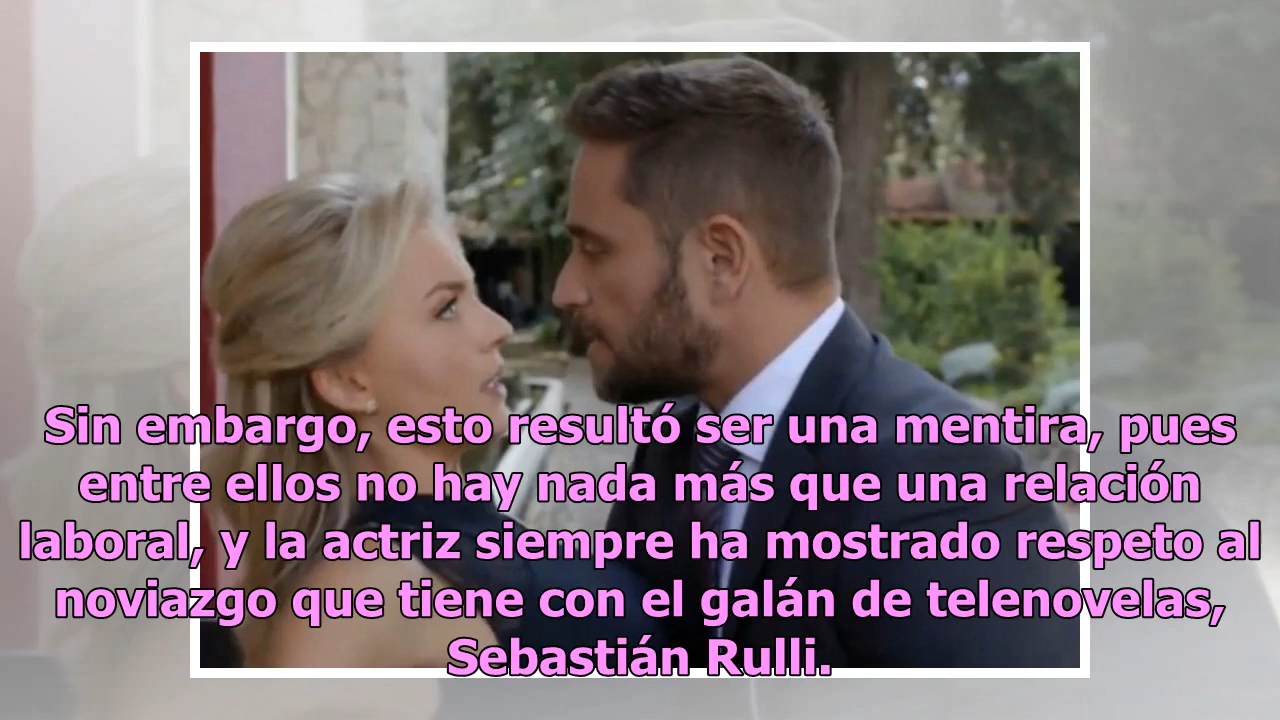 Sin embargo, esto resultó ser una mentira, pues
entre ellos no hay nada más que una relación
laboral, y la actriz siempre ha mostrado respeto al
noviazgo que tiene con el galán de telenovelas,
Sebastián Rulli.